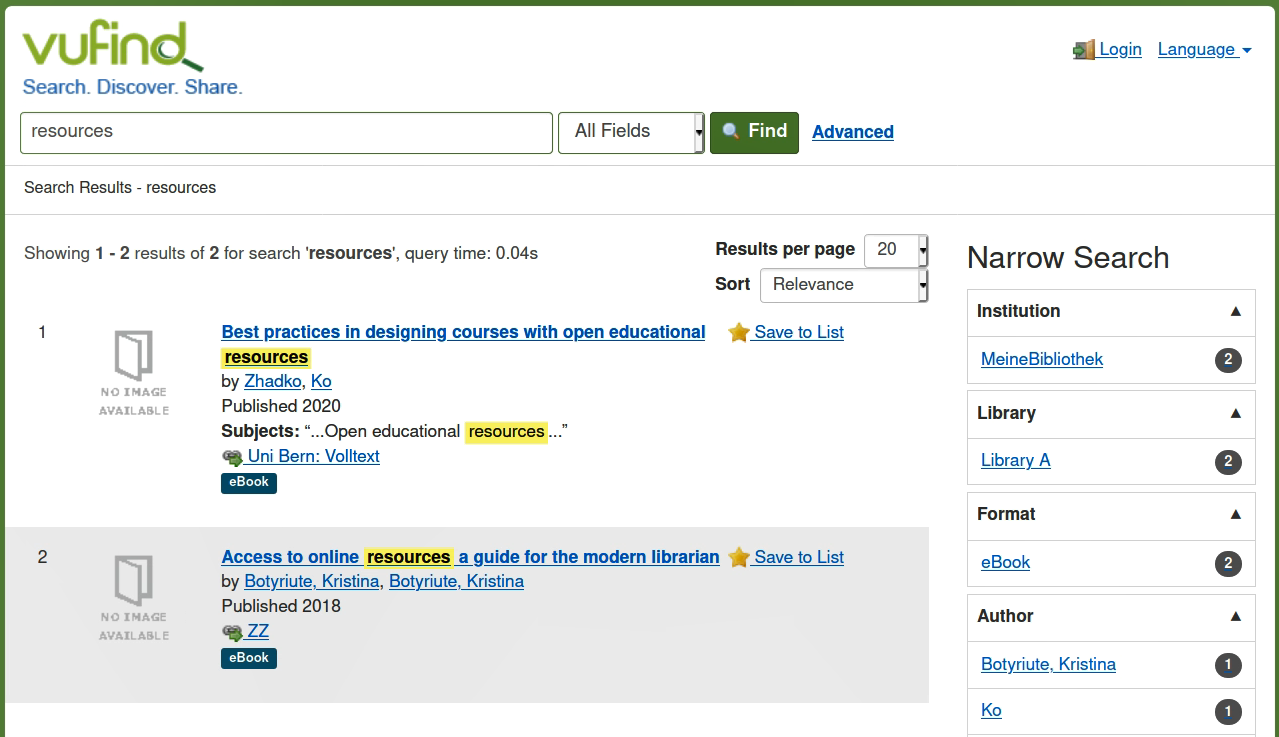 vufind
Search. Discover. Share.
Login Language
resources All Fields Find Advanced
Search Results - resources
Showing 1 - 2 results of 2 for search 'resources', query time: 0.04s
Results per page 20
Sort Relevance
1
NO IMAGE
AVAILABLE
Best practices in designing courses with open educational
resources
Save to List
by Zhadko, Ko
Published 2020
Subjects: “...Open educational resources...”
Uni Bern: Volltext
eBook
2
NO IMAGE
AVAILABLE
Access to online resources a guide for the modern librarian
Save to List
by Botyriute, Kristina, Botyriute, Kristina
Published 2018
ZZ
eBook
Narrow Search
Institution
MeineBibliothek 2
Library
Library A 2
Format
eBook 2
Author
Botyriute, Kristina 1
Ko 1